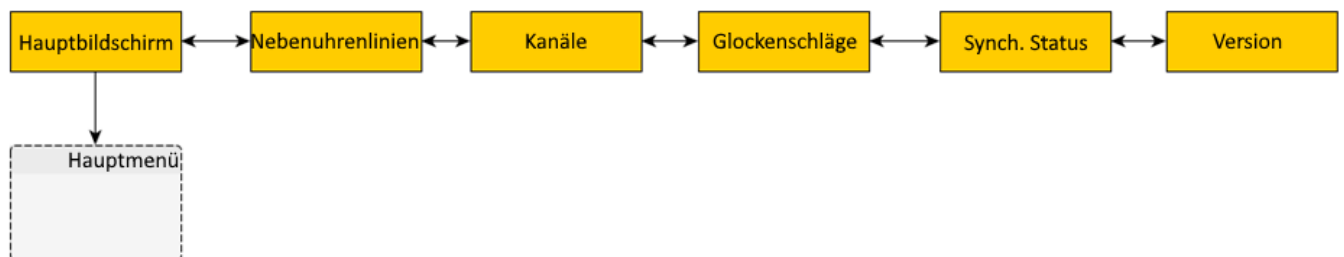 Hauptbildschirm
Nebenuhrenlinien
Kanäle
Glockenschläge
Synch. Status
Version
Hauptmenü